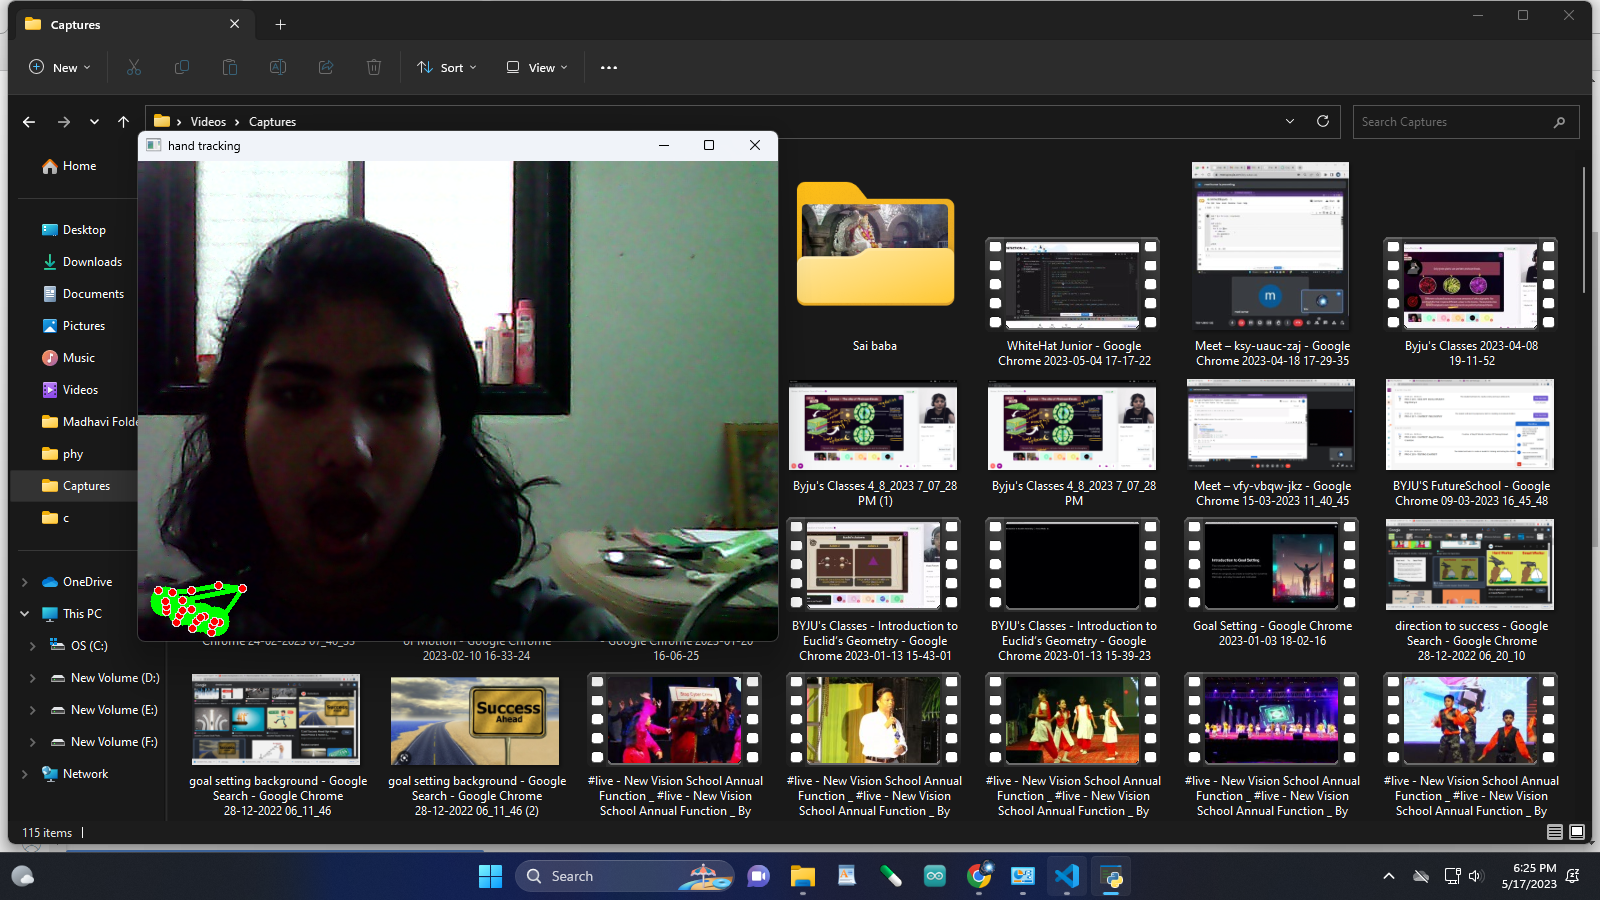 Captures
New
Sort
View
Videos
Captures
Search Captures
hand tracking
Home
Desktop
Downloads
Documents
Pictures
Music
Videos
Madhavi Folde
phy
Captures
c
OneDrive
This PC
OS (C:)
New Volume (D:)
New Volume (E:)
New Volume (F:)
Network
Sai baba
WhiteHat Junior - Google
Chrome 2023-05-04 17-17-22
Meet – ksy-uauc-zaj - Google
Chrome 2023-04-18 17-29-35
Byju's Classes 2023-04-08
19-11-52
Byju's Classes 4_8_2023 7_07_28
PM (1)
Byju's Classes 4_8_2023 7_07_28
PM
Meet – vfy-vbqw-jkz - Google
Chrome 15-03-2023 11_40_45
BYJU'S FutureSchool - Google
Chrome 09-03-2023 16_45_48
Chrome 24-02-2023 07_40_35
of Motion - Google Chrome
2023-02-10 16-33-24
- Google Chrome 2023-01-20
16-06-25
BYJU'S Classes - Introduction to
Euclid's Geometry - Google
Chrome 2023-01-13 15-43-01
BYJU'S Classes - Introduction to
Euclid's Geometry - Google
Chrome 2023-01-13 15-39-23
Introduction to Goal Setting
Goal Setting - Google Chrome
2023-01-03 18-02-16
direction to success - Google
Search - Google Chrome
28-12-2022 06_20_10
goal setting background - Google
Search - Google Chrome
28-12-2022 06_11_46
Success
Ahead
goal setting background - Google
Search - Google Chrome
28-12-2022 06_11_46 (2)
Stop Cyber Crime
#live - New Vision School Annual
Function _ #live - New Vision
School Annual Function _ By
#live - New Vision School Annual
Function _ #live - New Vision
School Annual Function _ By
#live - New Vision School Annual
Function _ #live - New Vision
School Annual Function _ By
#live - New Vision School Annual
Function _ #live - New Vision
School Annual Function _ By
#live - New Vision School Annual
Function _ #live - New Vision
School Annual Function _ By
115 items
Search
6:25 PM
5/17/2023